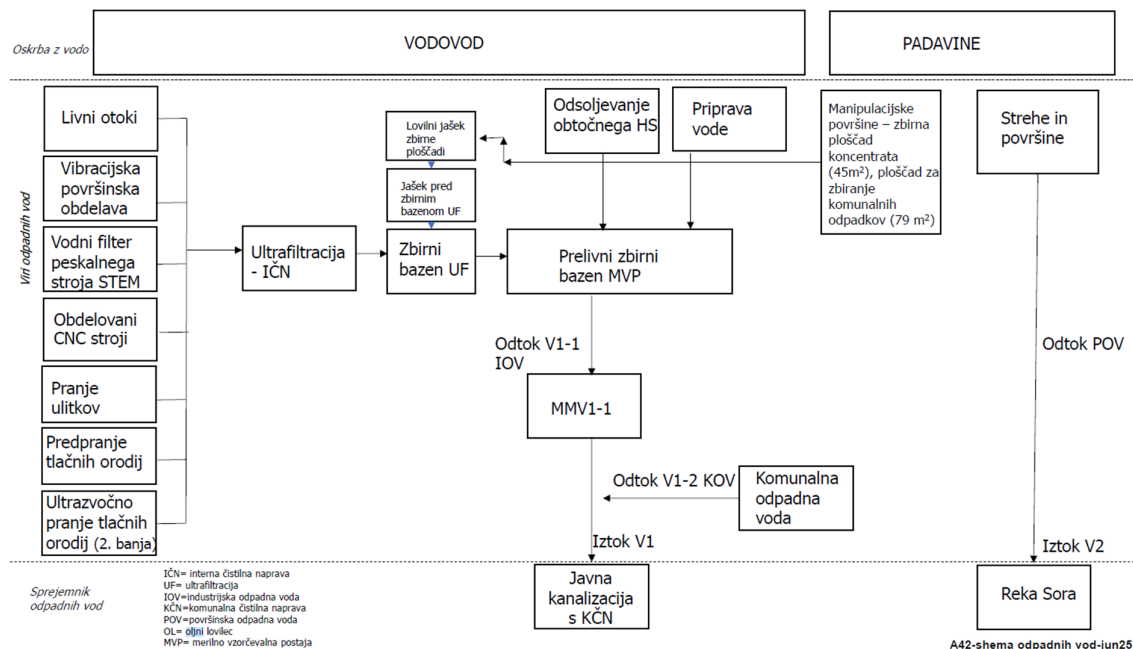 Oskrba z vodo
VODOVOD
PADAVINE
Viri odpadnih vod
Livni otoki
Vibracijska
površinska
obdelava
Vodni filter
peskalnega
stroja STEM
Obdelovani
CNC stroji
Pranje
ulitkov
Predpranje
tlačnih orodij
Ultrazvočno
pranje tlačnih
orodij (2. banja)
Ultrafiltracija
- IČN
Lovilni jašek
zbirne
ploščadi
Jašek pred
zbirnim
bazenom UF
Zbirni
bazen UF
Odsoljevanje
obtočnega HS
Priprava
vode
Prelivni zbirni
bazen MVP
Manipulacijske
površine – zbirna
ploščad
koncentrata
(45m²), ploščad za
zbiranje
komunalnih
odpadkov (79 m²)
Strehe in
površine
Odtok V1-1
IOV
MMV1-1
Odtok V1-2 KOV
Komunalna
odpadna
voda
Iztok V1
Odtok POV
Iztok V2
Sprejemnik
odpadnih vod
IČN= interna čistilna naprava
UF= ultrafiltracija
IOV=industrijska odpadna voda
KČN=komunalna čistilna naprava
POV=površinska odpadna voda
OL= oljni lovilec
MVP= merilno vzorčevalna postaja
Javna
kanalizacija
s KČN
Reka Sora
A42-shema odpadnih vod-jun25